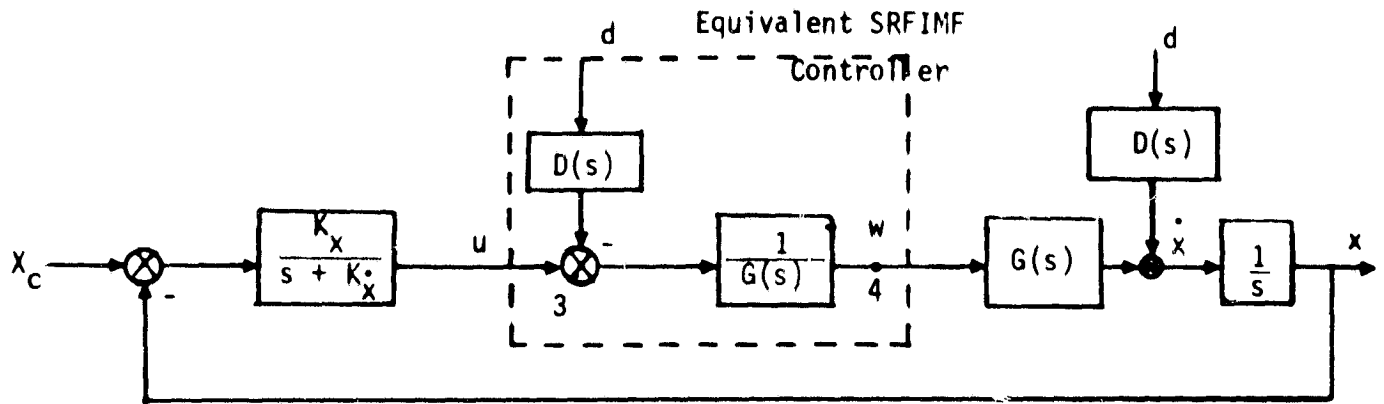 Equivalent SRFIMF
Controller
d
d
D(s)
D(s)
X_c
-
K_x
s + K_ẋ
u
3
-
1
G(s)
w
4
G(s)
ẋ
1
s
x